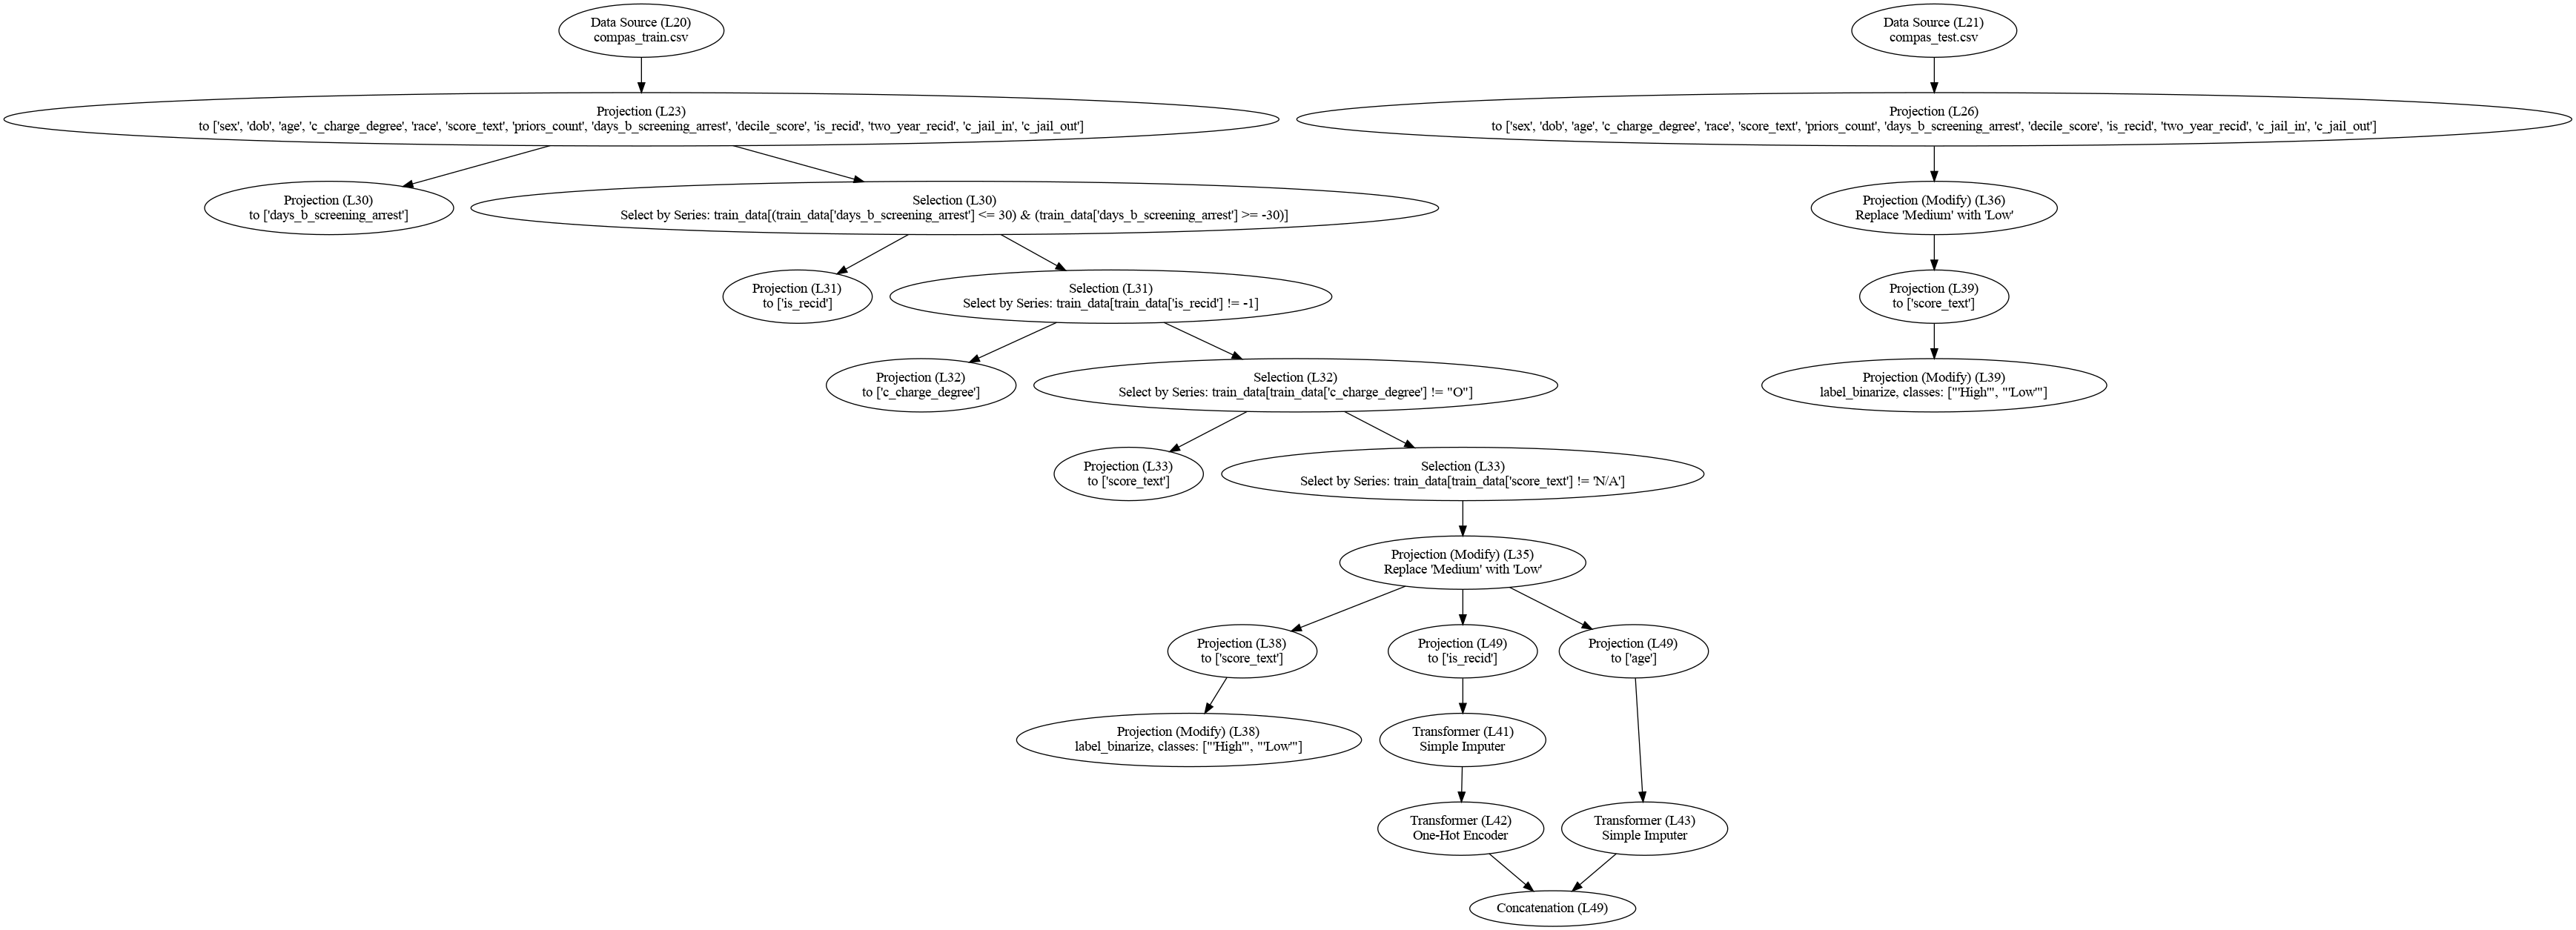 Data Source (L20)
compas_train.csv
Data Source (L21)
compas_test.csv
Projection (L23)
to ['sex', 'dob', 'age', 'c_charge_degree', 'race', 'score_text', 'priors_count', 'days_b_screening_arrest', 'decile_score', 'is_recid', 'two_year_recid', 'c_jail_in', 'c_jail_out']
Projection (L26)
to ['sex', 'dob', 'age', 'c_charge_degree', 'race', 'score_text', 'priors_count', 'days_b_screening_arrest', 'decile_score', 'is_recid', 'two_year_recid', 'c_jail_in', 'c_jail_out']
Projection (L30)
to ['days_b_screening_arrest']
Selection (L30)
Select by Series: train_data[(train_data['days_b_screening_arrest'] <= 30) & (train_data['days_b_screening_arrest'] >= -30)]
Projection (Modify) (L36)
Replace 'Medium' with 'Low'
Projection (L31)
to ['is_recid']
Selection (L31)
Select by Series: train_data[train_data['is_recid'] != -1]
Projection (L39)
to ['score_text']
Projection (L32)
to ['c_charge_degree']
Selection (L32)
Select by Series: train_data[train_data['c_charge_degree'] != "O"]
Projection (Modify) (L39)
label_binarize, classes: ["'High'", "'Low'"]
Projection (L33)
to ['score_text']
Selection (L33)
Select by Series: train_data[train_data['score_text'] != 'N/A']
Projection (Modify) (L35)
Replace 'Medium' with 'Low'
Projection (L38)
to ['score_text']
Projection (L49)
to ['is_recid']
Projection (L49)
to ['age']
Projection (Modify) (L38)
label_binarize, classes: ["'High'", "'Low'"]
Transformer (L41)
Simple Imputer
Transformer (L42)
One-Hot Encoder
Transformer (L43)
Simple Imputer
Concatenation (L49)